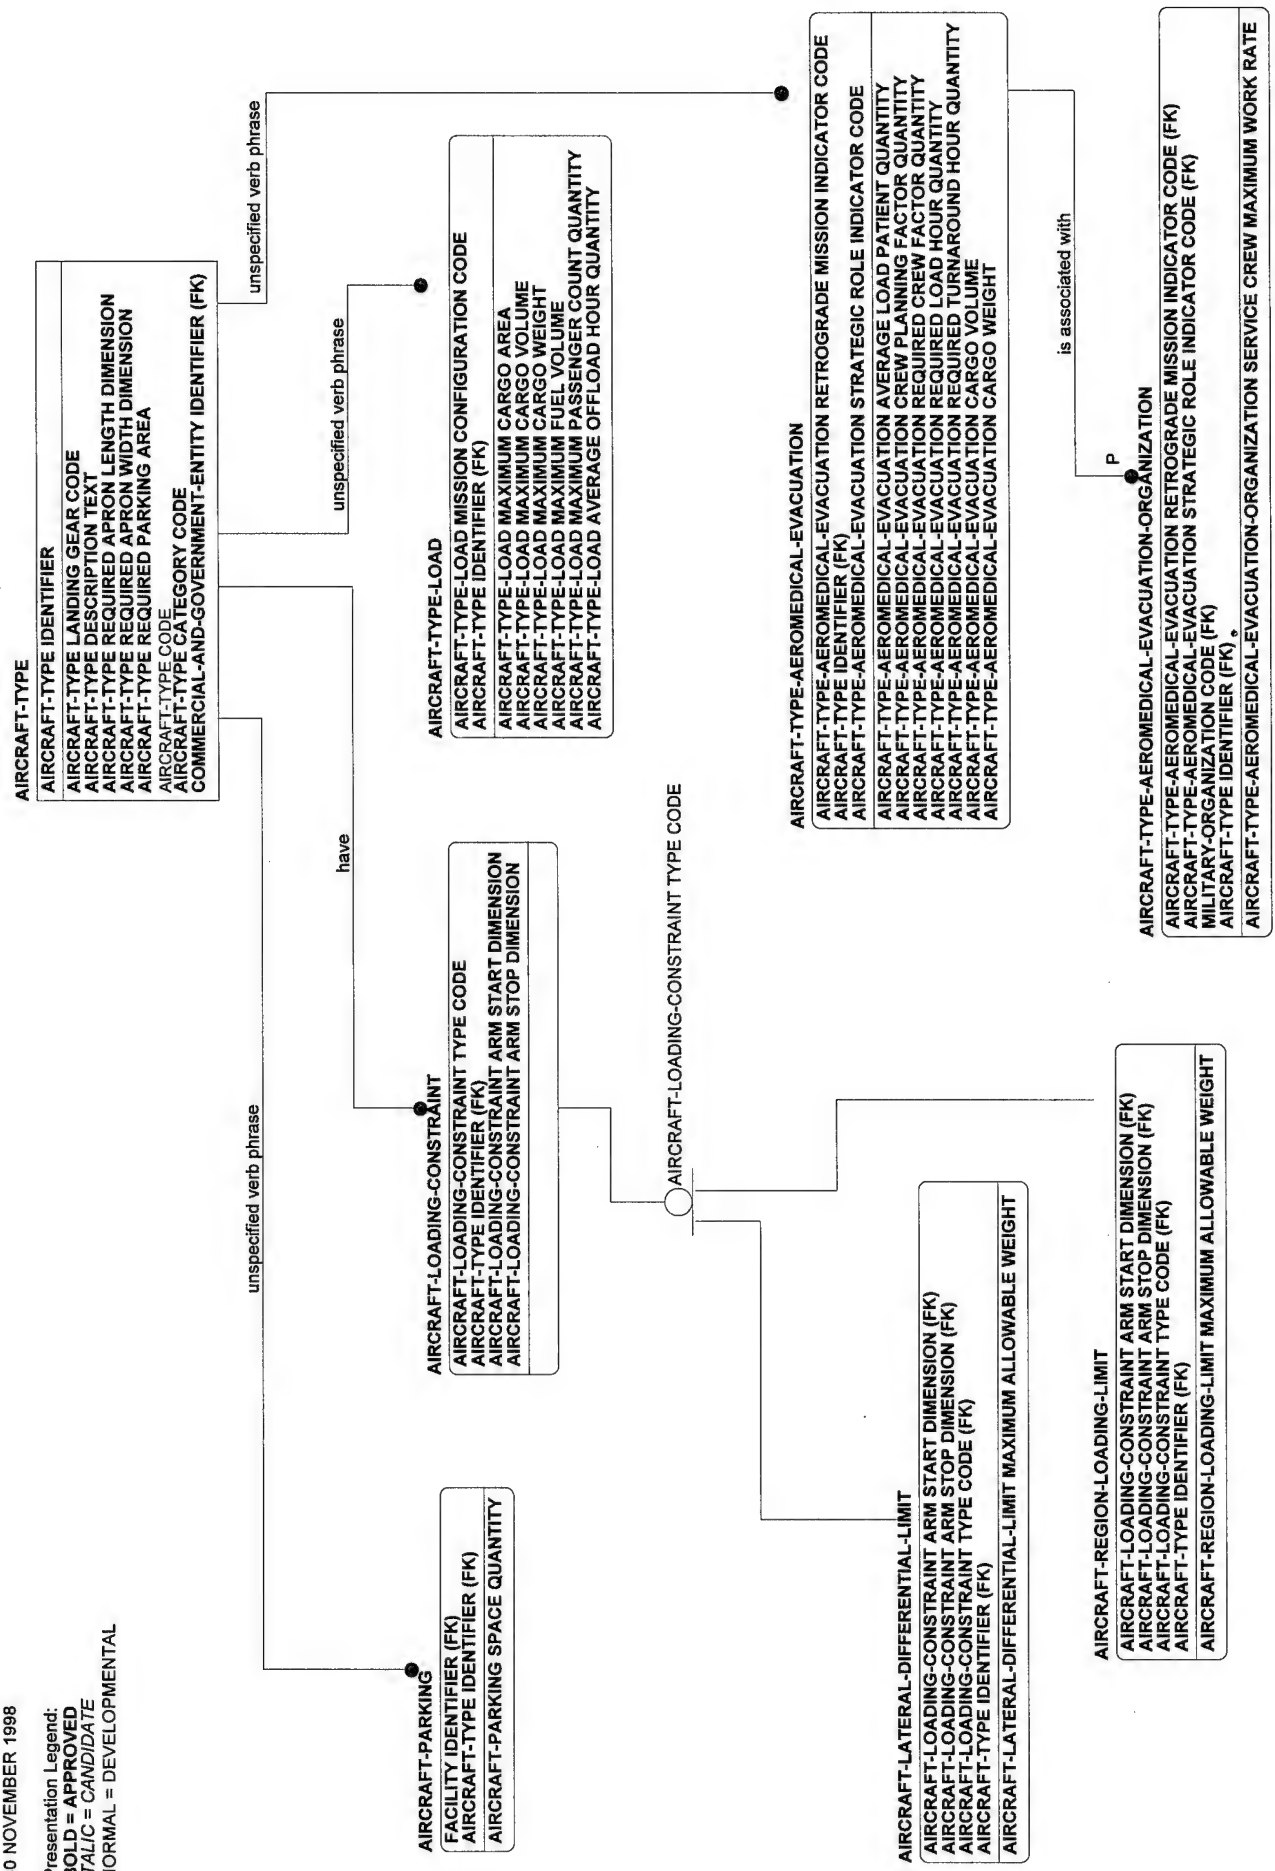 0 NOVEMBER 1998
Presentation Legend:
BOLD = APPROVED
TALIC = CANDIDATE
NORMAL = DEVELOPMENTAL
AIRCRAFT-TYPE
AIRCRAFT-TYPE IDENTIFIER
AIRCRAFT-TYPE LANDING GEAR CODE
AIRCRAFT-TYPE DESCRIPTION TEXT
AIRCRAFT-TYPE REQUIRED APRON LENGTH DIMENSION
AIRCRAFT-TYPE REQUIRED APRON WIDTH DIMENSION
AIRCRAFT-TYPE REQUIRED PARKING AREA
AIRCRAFT-TYPE CODE
AIRCRAFT-TYPE CATEGORY CODE
COMMERCIAL-AND-GOVERNMENT-ENTITY IDENTIFIER (FK)
unspecified verb phrase
have
unspecified verb phrase
unspecified verb phrase
AIRCRAFT-PARKING
FACILITY IDENTIFIER (FK)
AIRCRAFT-TYPE IDENTIFIER (FK)
AIRCRAFT-PARKING SPACE QUANTITY
AIRCRAFT-LOADING-CONSTRAINT
AIRCRAFT-LOADING-CONSTRAINT TYPE CODE
AIRCRAFT-TYPE IDENTIFIER (FK)
AIRCRAFT-LOADING-CONSTRAINT ARM START DIMENSION
AIRCRAFT-LOADING-CONSTRAINT ARM STOP DIMENSION
AIRCRAFT-TYPE-LOAD
AIRCRAFT-TYPE-LOAD MISSION CONFIGURATION CODE
AIRCRAFT-TYPE IDENTIFIER (FK)
AIRCRAFT-TYPE-LOAD MAXIMUM CARGO AREA
AIRCRAFT-TYPE-LOAD MAXIMUM CARGO VOLUME
AIRCRAFT-TYPE-LOAD MAXIMUM CARGO WEIGHT
AIRCRAFT-TYPE-LOAD MAXIMUM FUEL VOLUME
AIRCRAFT-TYPE-LOAD MAXIMUM PASSENGER COUNT QUANTITY
AIRCRAFT-TYPE-LOAD AVERAGE OFFLOAD HOUR QUANTITY
AIRCRAFT-LOADING-CONSTRAINT TYPE CODE
AIRCRAFT-TYPE-AEROMEDICAL-EVACUATION
AIRCRAFT-TYPE-AEROMEDICAL-EVACUATION RETROGRADE MISSION INDICATOR CODE
AIRCRAFT-TYPE IDENTIFIER (FK)
AIRCRAFT-TYPE-AEROMEDICAL-EVACUATION STRATEGIC ROLE INDICATOR CODE
AIRCRAFT-TYPE-AEROMEDICAL-EVACUATION AVERAGE LOAD PATIENT QUANTITY
AIRCRAFT-TYPE-AEROMEDICAL-EVACUATION CREW PLANNING FACTOR QUANTITY
AIRCRAFT-TYPE-AEROMEDICAL-EVACUATION REQUIRED CREW FACTOR QUANTITY
AIRCRAFT-TYPE-AEROMEDICAL-EVACUATION REQUIRED LOAD HOUR QUANTITY
AIRCRAFT-TYPE-AEROMEDICAL-EVACUATION REQUIRED TURNAROUND HOUR QUANTITY
AIRCRAFT-TYPE-AEROMEDICAL-EVACUATION CARGO VOLUME
AIRCRAFT-TYPE-AEROMEDICAL-EVACUATION CARGO WEIGHT
AIRCRAFT-LATERAL-DIFFERENTIAL-LIMIT
AIRCRAFT-LOADING-CONSTRAINT ARM START DIMENSION (FK)
AIRCRAFT-LOADING-CONSTRAINT ARM STOP DIMENSION (FK)
AIRCRAFT-LOADING-CONSTRAINT TYPE CODE (FK)
AIRCRAFT-TYPE IDENTIFIER (FK)
AIRCRAFT-LATERAL-DIFFERENTIAL-LIMIT MAXIMUM ALLOWABLE WEIGHT
is associated with
P
AIRCRAFT-REGION-LOADING-LIMIT
AIRCRAFT-LOADING-CONSTRAINT ARM START DIMENSION (FK)
AIRCRAFT-LOADING-CONSTRAINT ARM STOP DIMENSION (FK)
AIRCRAFT-LOADING-CONSTRAINT TYPE CODE (FK)
AIRCRAFT-TYPE IDENTIFIER (FK)
AIRCRAFT-REGION-LOADING-LIMIT MAXIMUM ALLOWABLE WEIGHT
AIRCRAFT-TYPE-AEROMEDICAL-EVACUATION-ORGANIZATION
AIRCRAFT-TYPE-AEROMEDICAL-EVACUATION RETROGRADE MISSION INDICATOR CODE (FK)
AIRCRAFT-TYPE-AEROMEDICAL-EVACUATION STRATEGIC ROLE INDICATOR CODE (FK)
MILITARY-ORGANIZATION CODE (FK)
AIRCRAFT-TYPE IDENTIFIER (FK)
AIRCRAFT-TYPE-AEROMEDICAL-EVACUATION-ORGANIZATION SERVICE CREW MAXIMUM WORK RATE